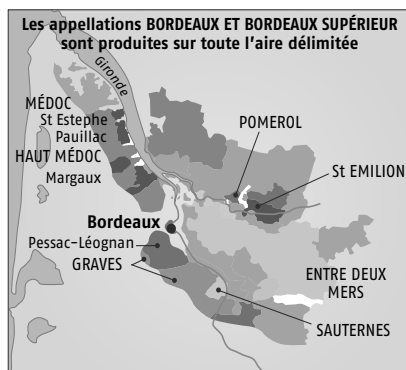 Les appellations BORDEAUX ET BORDEAUX SUPÉRIEUR
sont produites sur toute l'aire délimitée
Gironde
MÉDOC
St Estephe
Pauillac
HAUT MÉDOC
Margaux
POMEROL
St EMILION
Bordeaux
Pessac-Léognan
GRAVES
ENTRE DEUX
MERS
SAUTERNES